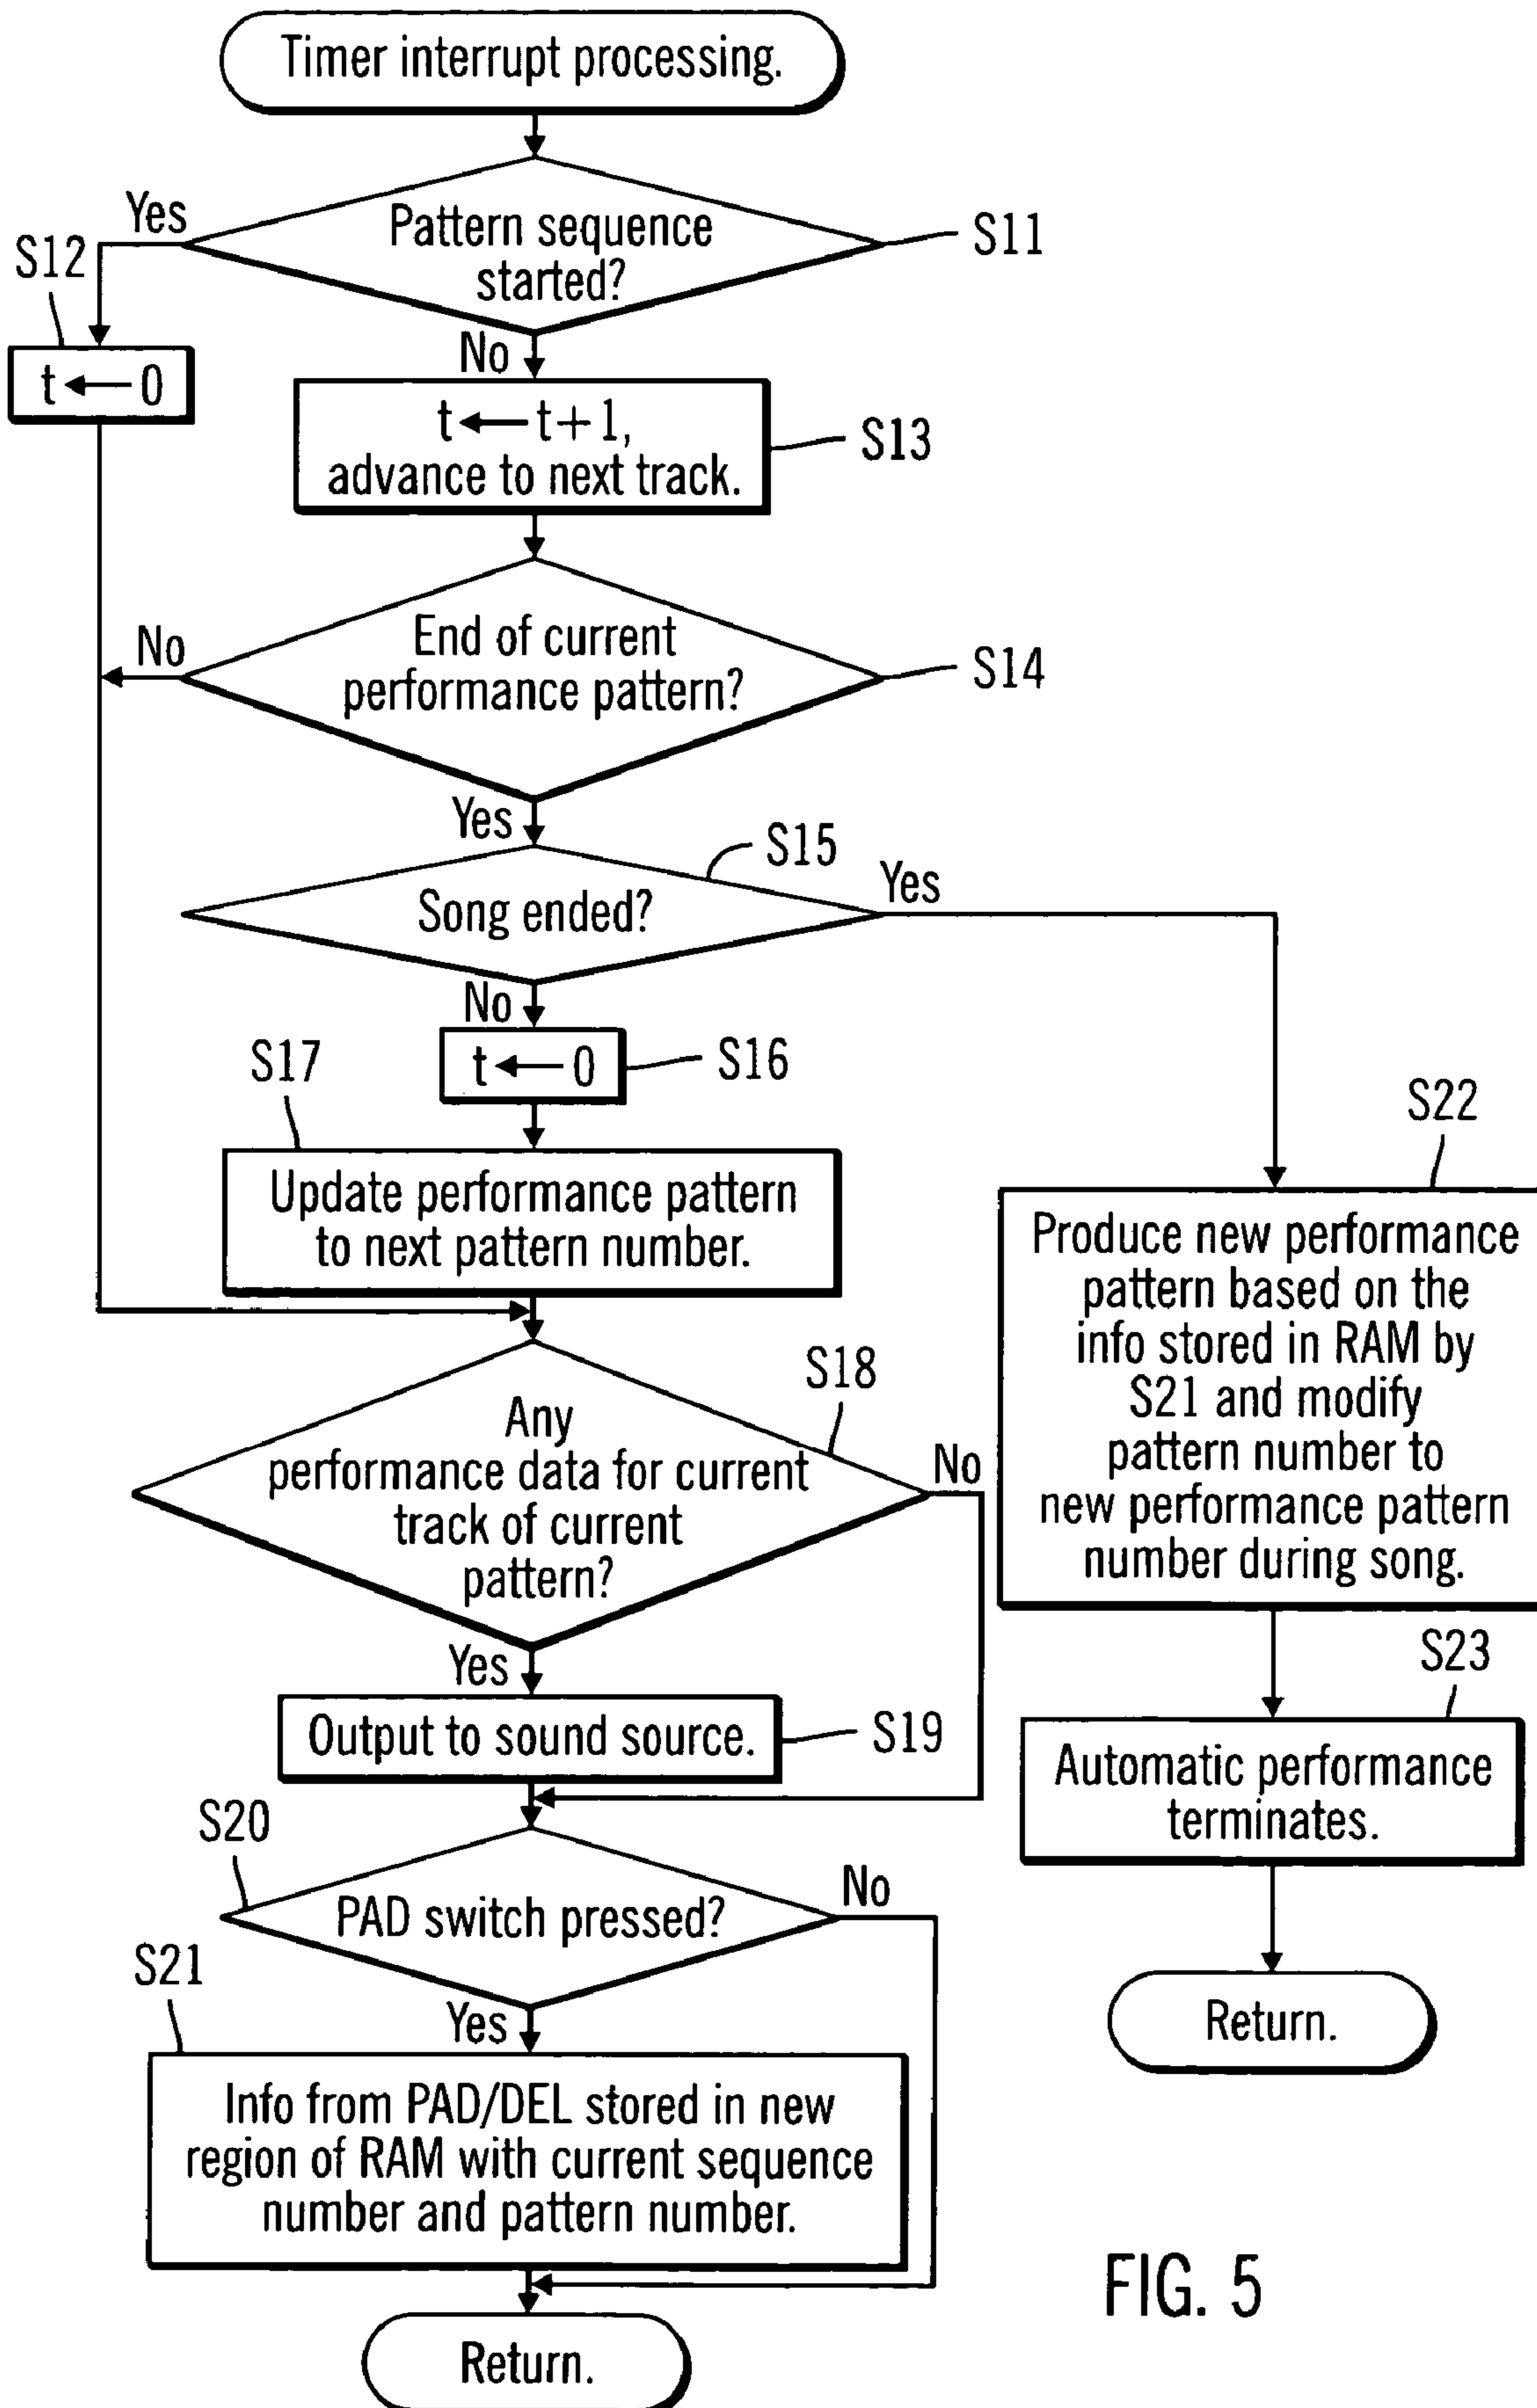 Timer interrupt processing.
Yes
Pattern sequence
started?
S11
S12
t ← 0
No
t ← t+1,
advance to next track.
S13
No
End of current
performance pattern?
S14
Yes
S15
Song ended?
Yes
No
t ← 0
S16
S17
Update performance pattern
to next pattern number.
S22
Produce new performance
pattern based on the
info stored in RAM by
S21 and modify
pattern number to
new performance pattern
number during song.
S18
Any
performance data for current
track of current
pattern?
No
Yes
Output to sound source.
S19
S23
Automatic performance
terminates.
S20
PAD switch pressed?
No
Return.
S21
Yes
Info from PAD/DEL stored in new
region of RAM with current sequence
number and pattern number.
Return.
FIG. 5